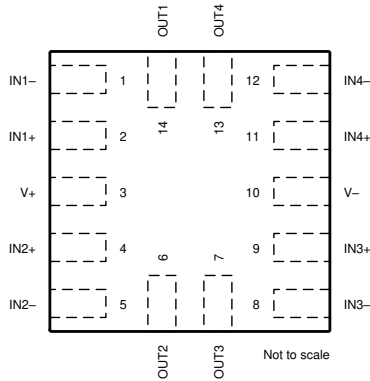 OUT1 OUT4
14 13
IN1– 1 12 IN4–
IN1+ 2 11 IN4+
V+ 3 10 V–
IN2+ 4 9 IN3+
IN2– 5 8 IN3–
6 7
OUT2 OUT3
Not to scale